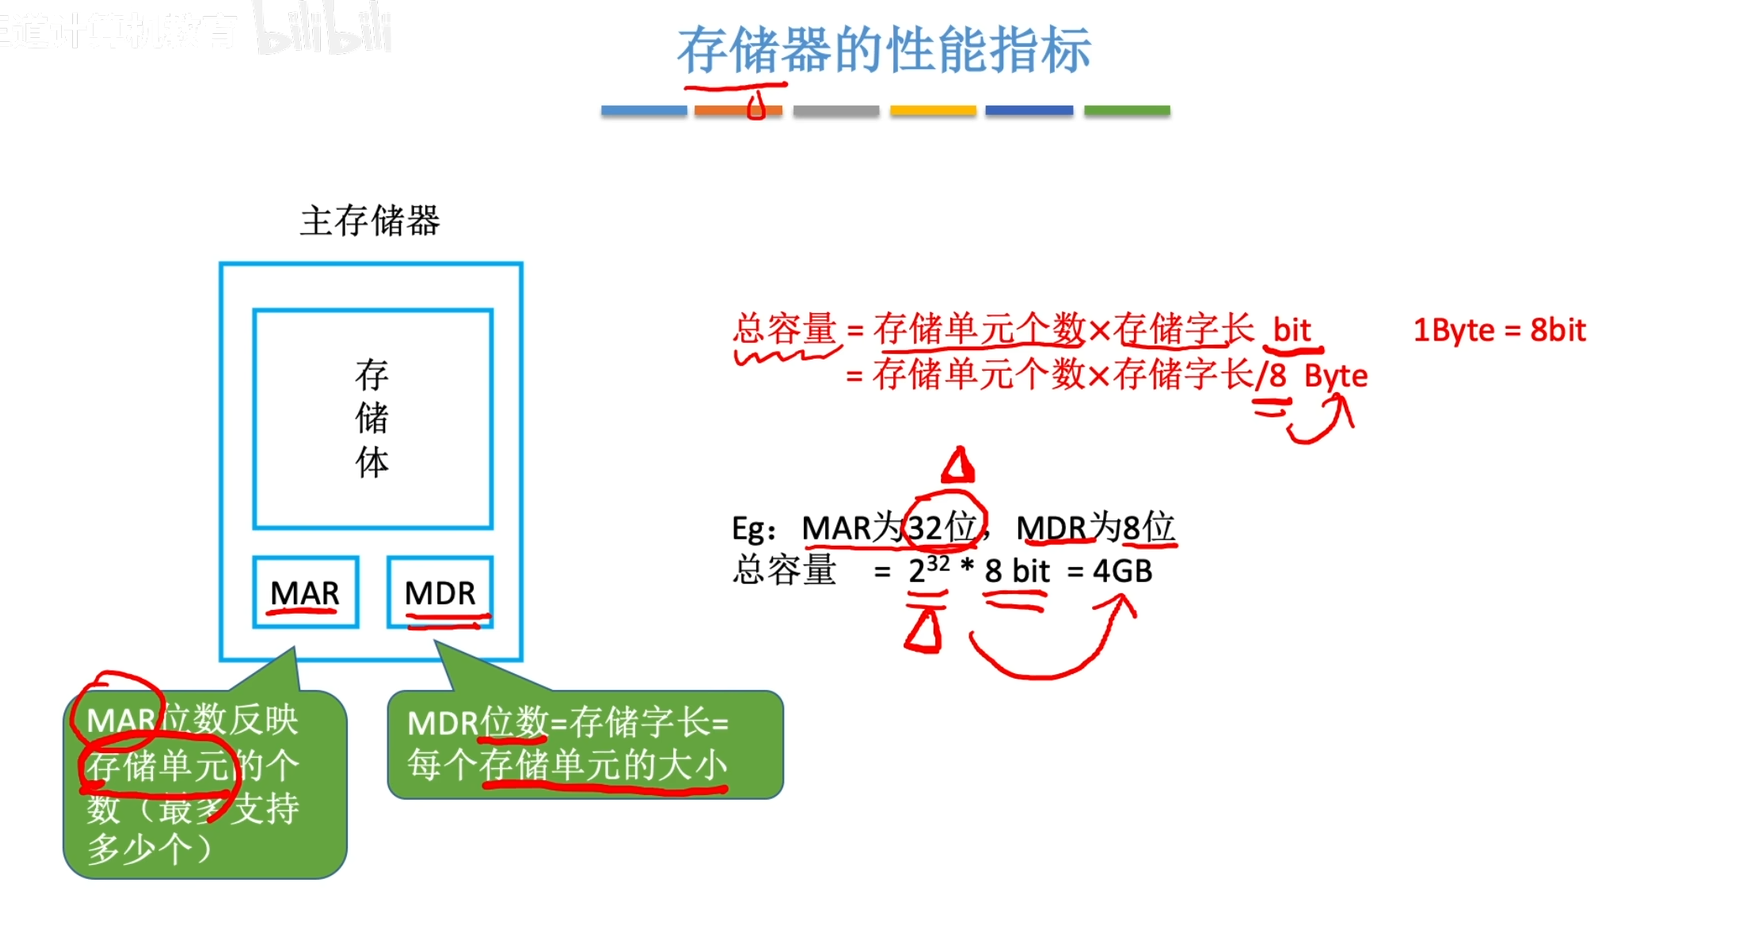 王道计算机教育 bilibili
存储器的性能指标
主存储器
存
储
体
MAR
MDR
MAR位数反映
存储单元的个
数（最多支持
多少个）
MDR位数=存储字长=
每个存储单元的大小
总容量 = 存储单元个数×存储字长 bit 1Byte = 8bit
= 存储单元个数×存储字长/8 Byte
Eg：MAR为32位，MDR为8位
总容量 = 2³² * 8 bit = 4GB